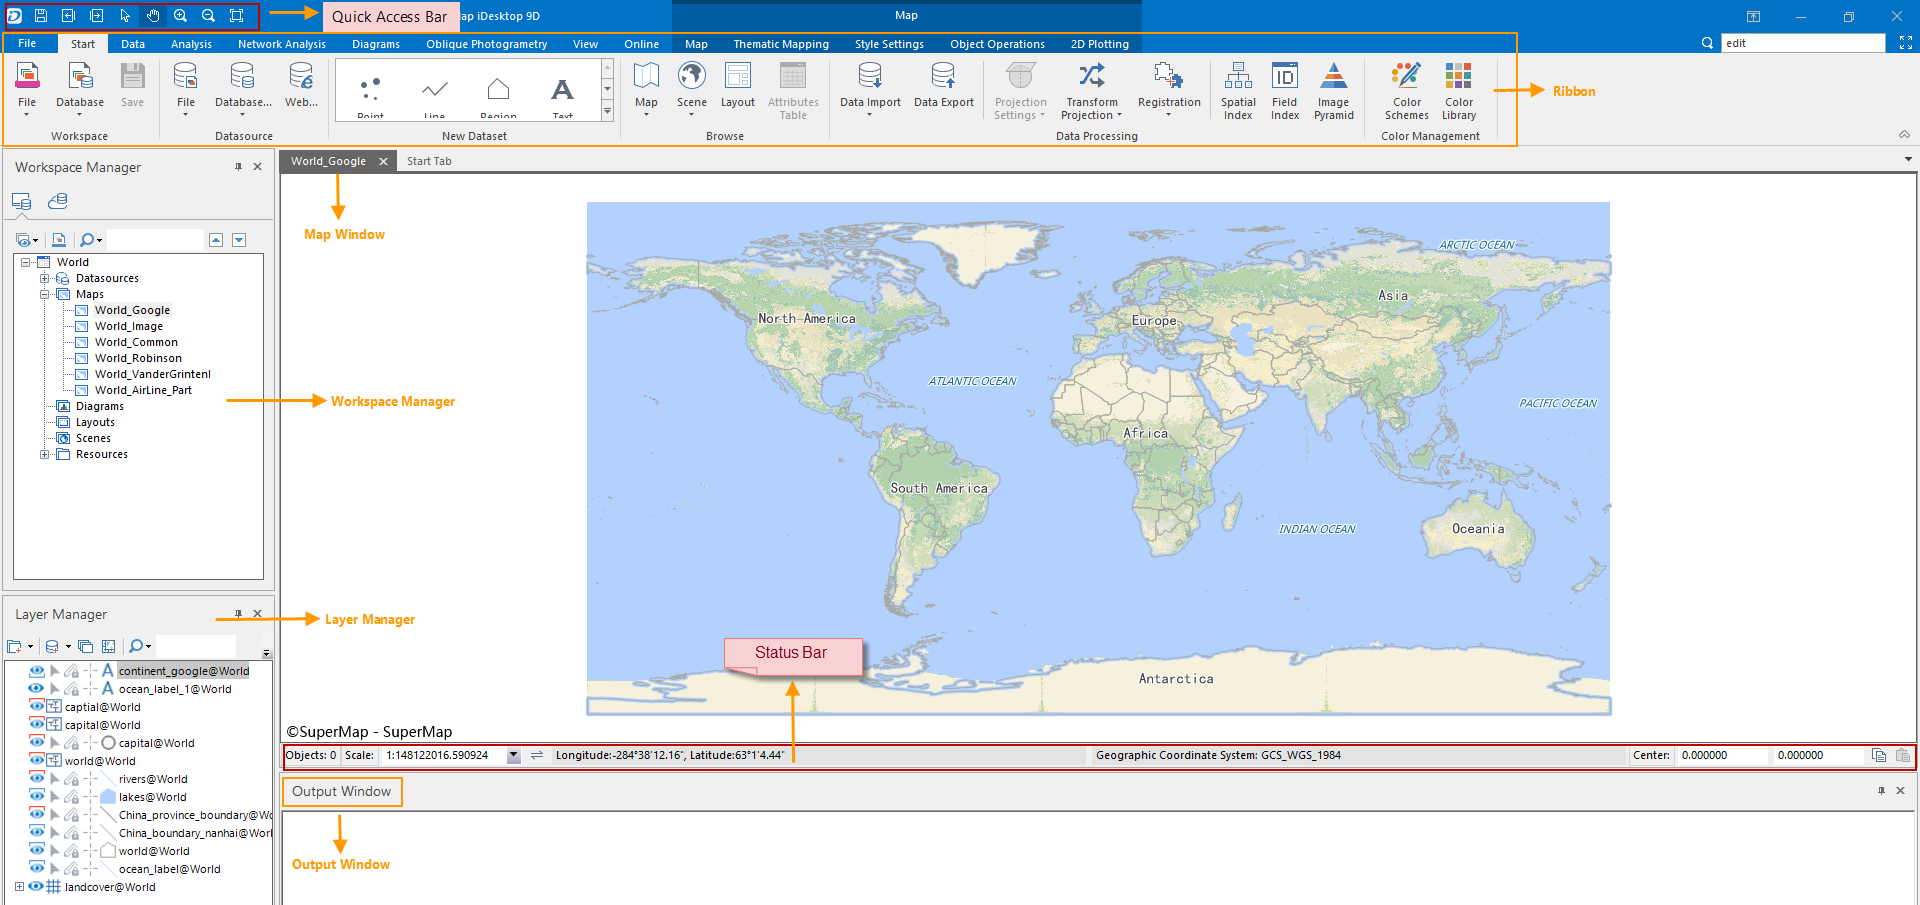 Quick Access Bar
Map iDesktop 9D
Map
File
Start
Data
Analysis
Network Analysis
Diagrams
Oblique Photogrametry
View
Online
Map
Thematic Mapping
Style Settings
Object Operations
2D Plotting
edit
File
Database
Save
File
Database...
Web...
Point
Line
Region
Text
Map
Scene
Layout
Attributes
Table
Data Import
Data Export
Projection
Settings
Transform
Projection
Registration
Spatial
Index
Field
Index
Image
Pyramid
Color
Schemes
Color
Library
Ribbon
Workspace
Datasource
New Dataset
Browse
Data Processing
Color Management
Workspace Manager
World_Google
Start Tab
Map Window
World
Datasources
Maps
World_Google
World_Image
World_Common
World_Robinson
World_VanderGrintenI
World_AirLine_Part
Diagrams
Layouts
Scenes
Resources
Workspace Manager
ARCTIC OCEAN
Asia
North America
Europe
ATLANTIC OCEAN
PACIFIC OCEAN
Africa
South America
INDIAN OCEAN
Oceania
Antarctica
Layer Manager
Layer Manager
Status Bar
continent_google@World
ocean_label_1@World
captial@World
capital@World
capital@World
world@World
rivers@World
lakes@World
China_province_boundary@Wo
China_boundary_nanhai@Worl
world@World
ocean_label@World
landcover@World
©SuperMap - SuperMap
Objects: 0
Scale:
1:148122016.590924
Longitude:-284°38'12.16", Latitude:63°1'4.44"
Geographic Coordinate System: GCS_WGS_1984
Center:
0.000000
0.000000
Output Window
Output Window